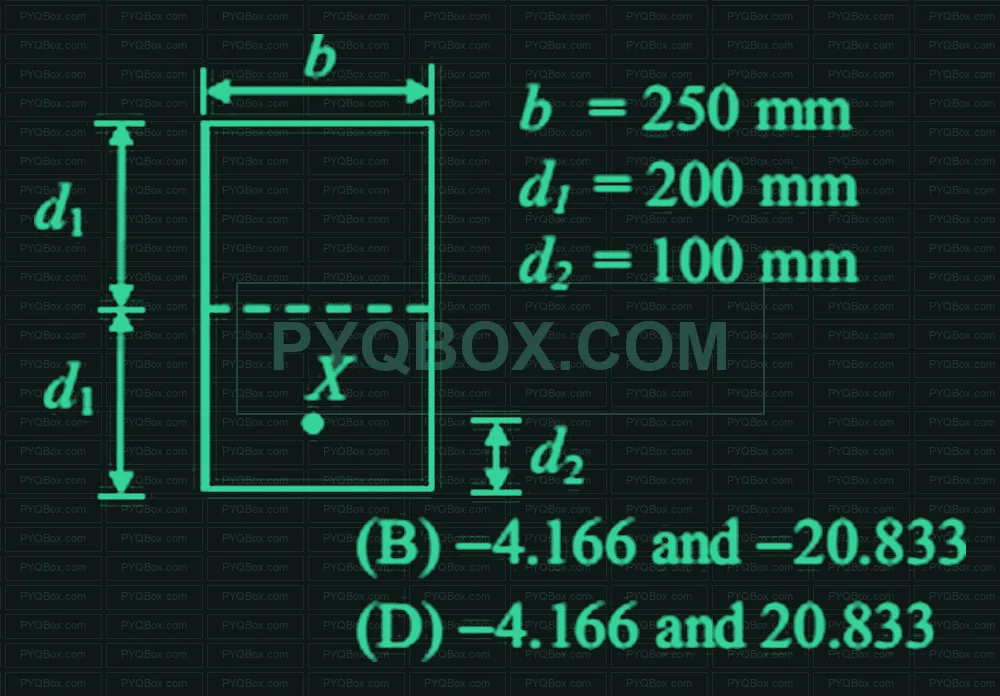 b
b = 250 mm
d1 = 200 mm
d1
d2 = 100 mm
PYQBOX.COM
X
d1
d2
(B) –4.166 and –20.833
(D) –4.166 and 20.833